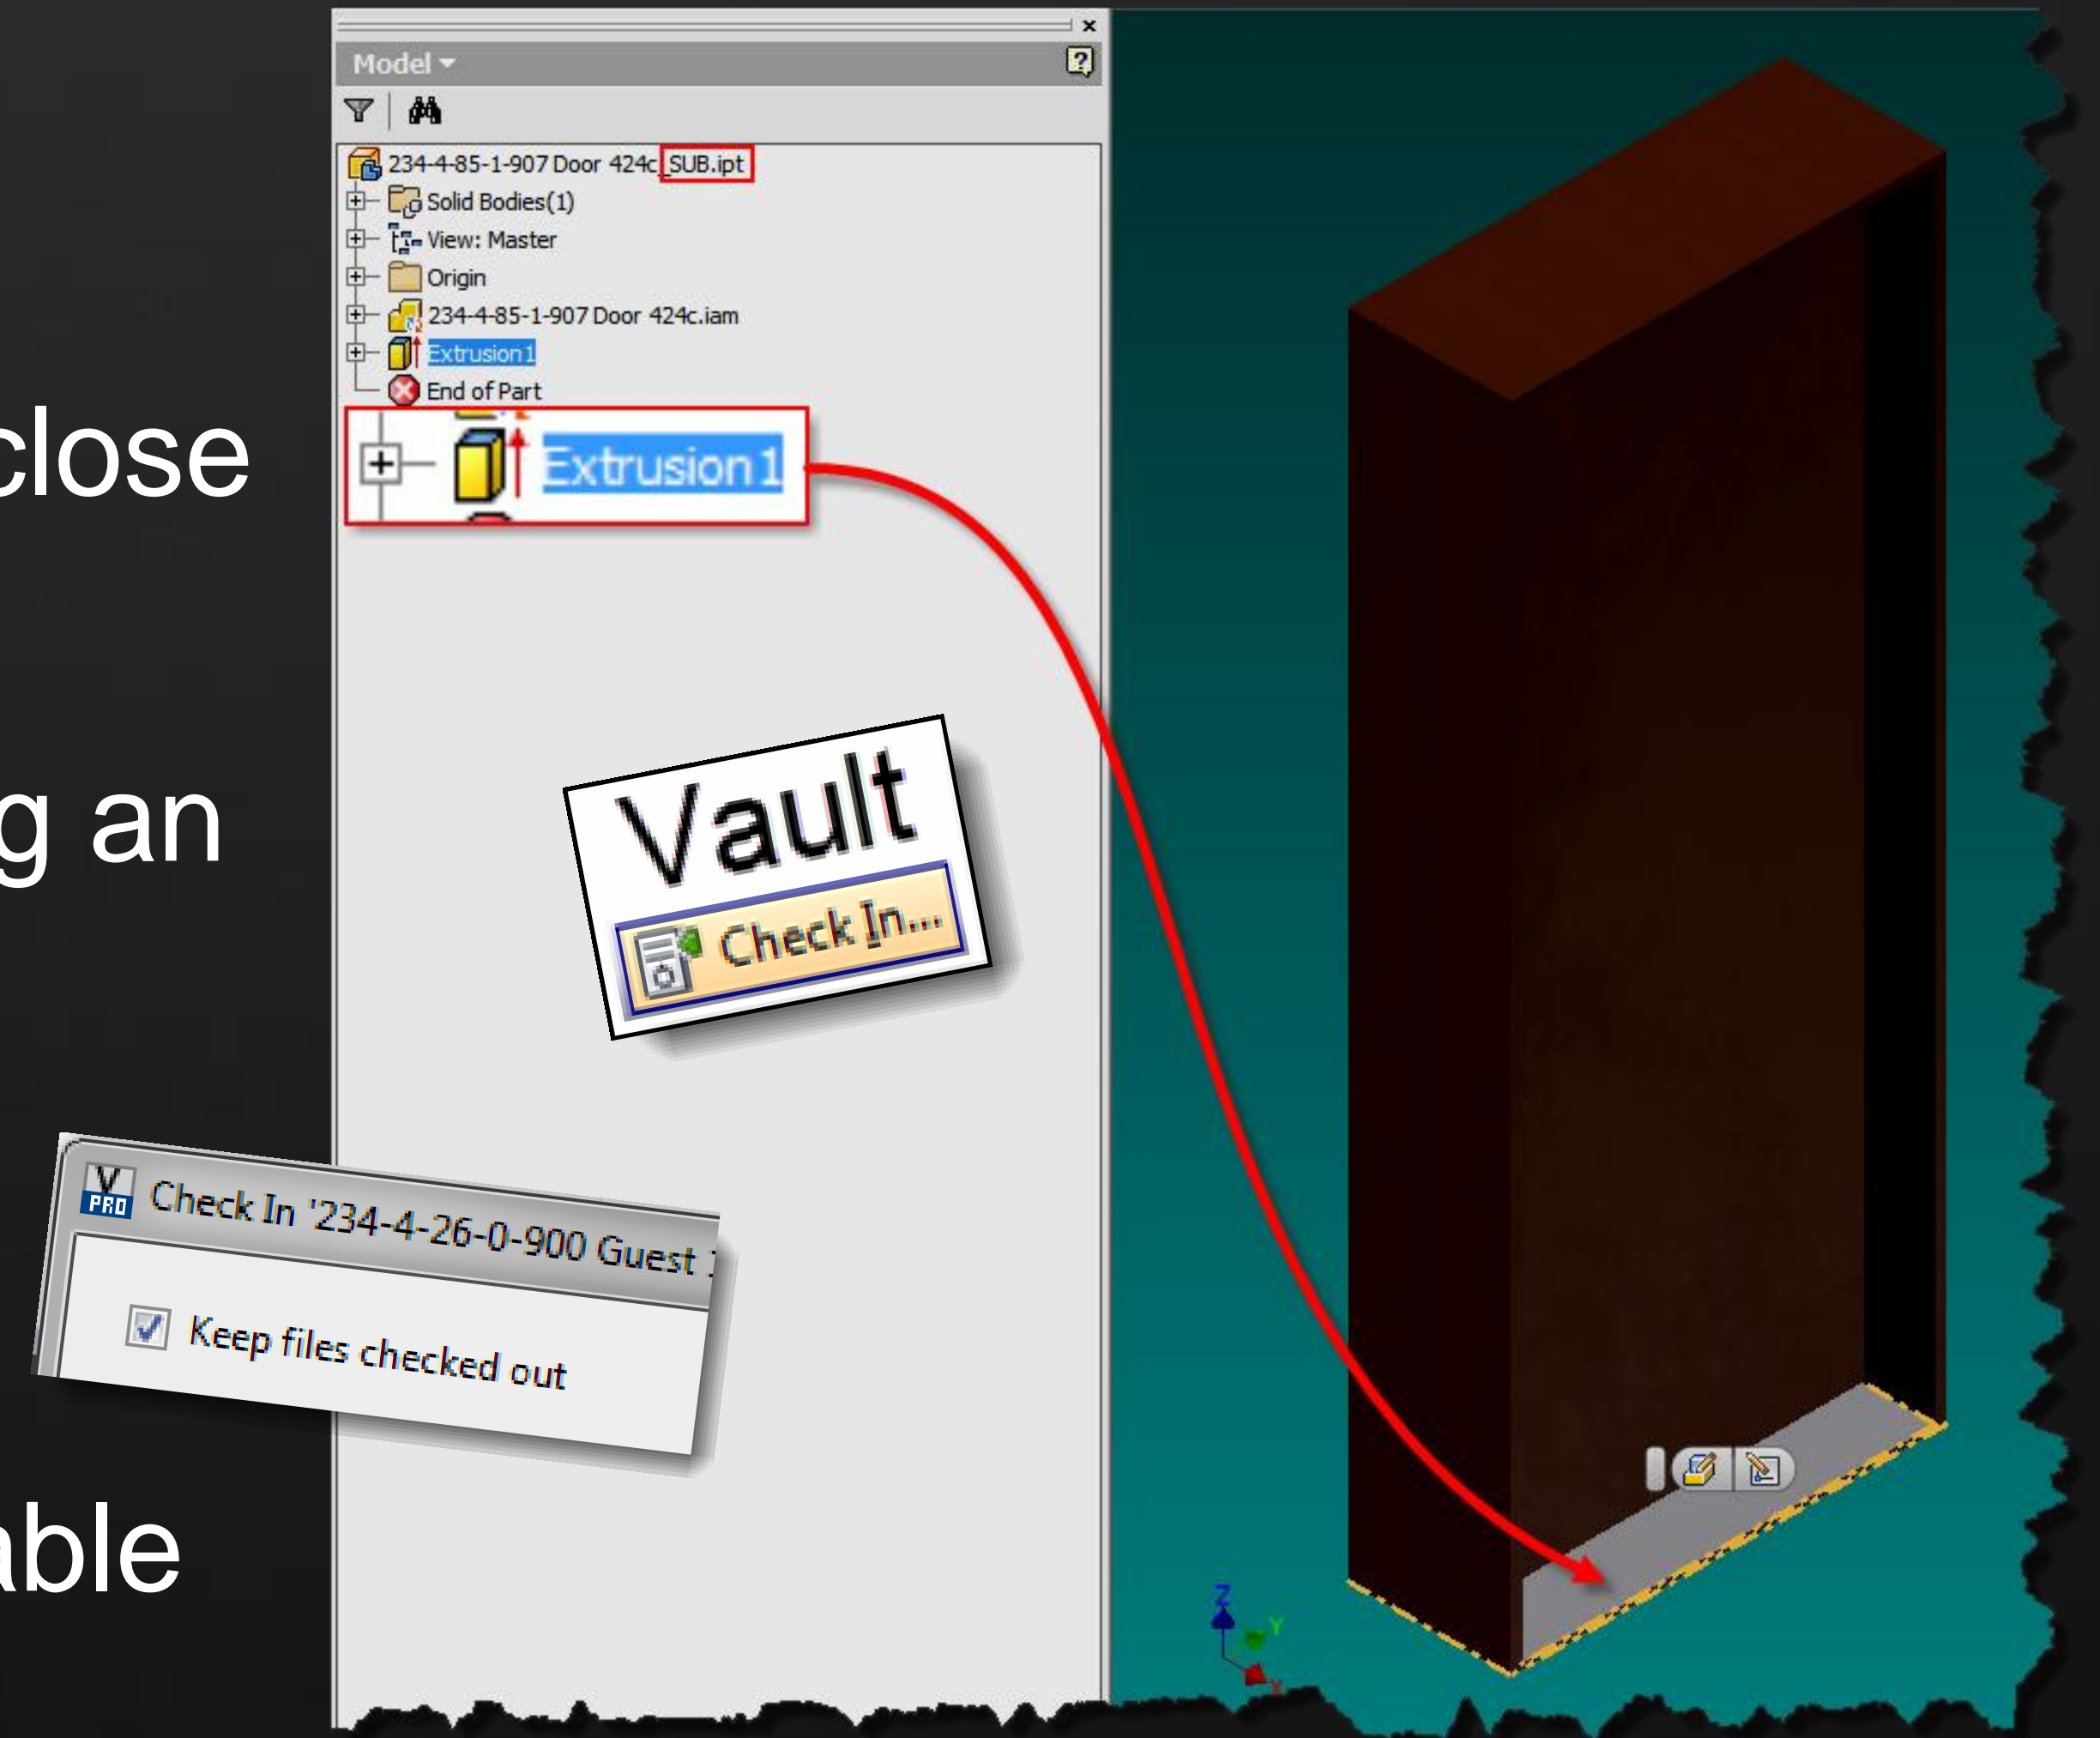 Model
234-4-85-1-907 Door 424c_SUB.ipt
Solid Bodies(1)
View: Master
Origin
234-4-85-1-907 Door 424c.iam
Extrusion1
End of Part
Extrusion1
close
g an
Vault
Check In...
V
PRO
Check In '234-4-26-0-900 Guest
Keep files checked out
able
Z
Y
X